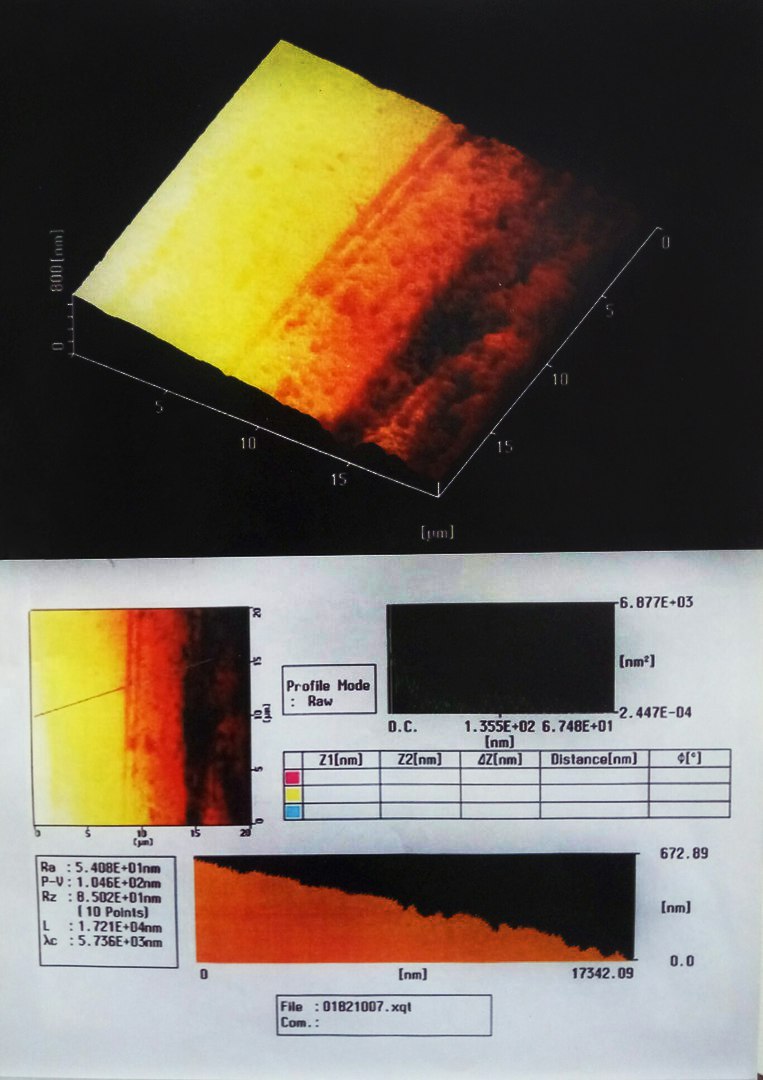 800[nm]
0
0
5
10
15
5
10
15
[µm]
20
15
10
5
0
[µm]
0
5
10
15
20
[µm]
Profile Mode
: Raw
6.877E+03
[nm²]
2.447E-04
D.C.
1.355E+02 6.748E+01
[nm]
Z1[nm] Z2[nm] ΔZ[nm] Distance[nm] ϕ[°]
Ra : 5.408E+01nm
P-V : 1.046E+02nm
Rz : 8.502E+01nm
(10 Points)
L : 1.721E+04nm
λc : 5.736E+03nm
672.89
[nm]
0.0
0 [nm] 17342.09
File : 01821007.xqt
Com. :